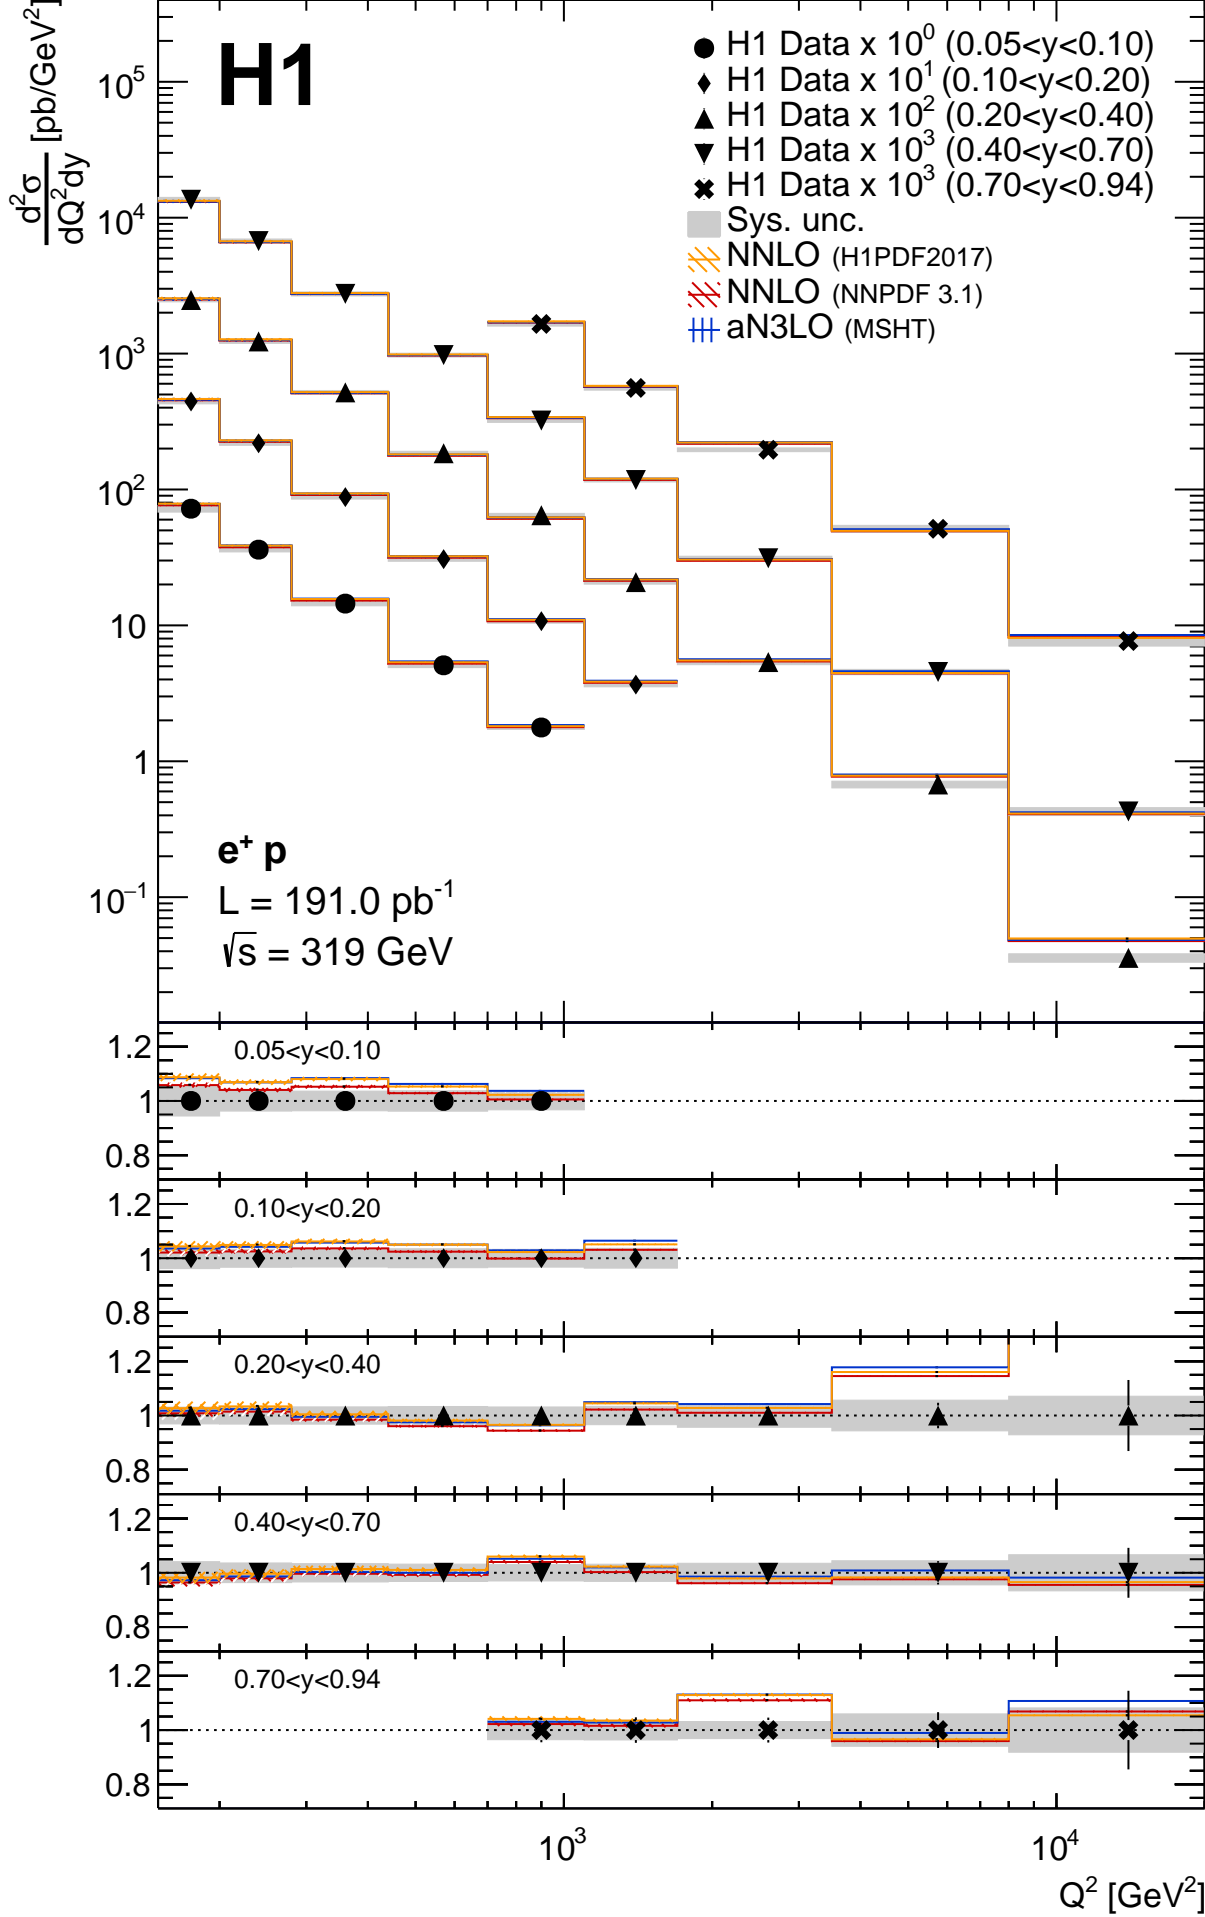 d²σ/dQ²dy [pb/GeV²]
H1
H1 Data x 10⁰ (0.05<y<0.10)
H1 Data x 10¹ (0.10<y<0.20)
H1 Data x 10² (0.20<y<0.40)
H1 Data x 10³ (0.40<y<0.70)
H1 Data x 10³ (0.70<y<0.94)
Sys. unc.
NNLO (H1PDF2017)
NNLO (NNPDF 3.1)
aN3LO (MSHT)
10⁵
10⁴
10³
10²
10
1
10⁻¹
e⁺ p
L = 191.0 pb⁻¹
√s = 319 GeV
1.2
0.05<y<0.10
1
0.8
1.2
0.10<y<0.20
1
0.8
1.2
0.20<y<0.40
1
0.8
1.2
0.40<y<0.70
1
0.8
1.2
0.70<y<0.94
1
0.8
10³
10⁴
Q² [GeV²]